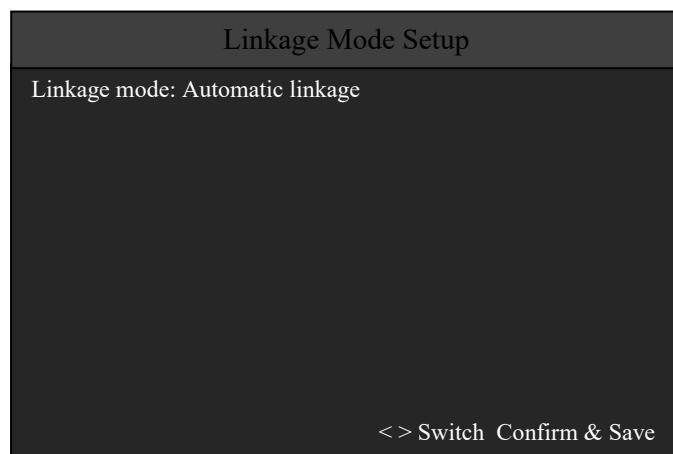 Linkage Mode Setup
Linkage mode: Automatic linkage
< > Switch  Confirm & Save